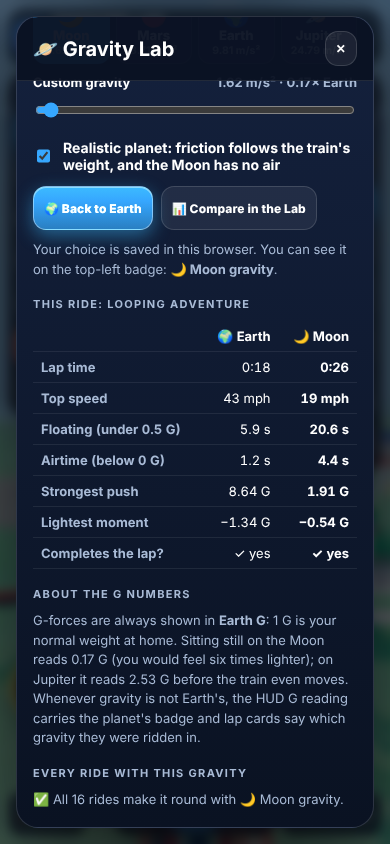 🪐 Gravity Lab
×
Custom gravity 1.62 m/s² · 0.17× Earth
Realistic planet: friction follows the train's
weight, and the Moon has no air
🌍 Back to Earth 📊 Compare in the Lab
Your choice is saved in this browser. You can see it
on the top-left badge: 🌙 Moon gravity.
THIS RIDE: LOOPING ADVENTURE
🌍 Earth 🌙 Moon
Lap time 0:18 0:26
Top speed 43 mph 19 mph
Floating (under 0.5 G) 5.9 s 20.6 s
Airtime (below 0 G) 1.2 s 4.4 s
Strongest push 8.64 G 1.91 G
Lightest moment −1.34 G −0.54 G
Completes the lap? ✓ yes ✓ yes
ABOUT THE G NUMBERS
G-forces are always shown in Earth G: 1 G is your
normal weight at home. Sitting still on the Moon
reads 0.17 G (you would feel six times lighter); on
Jupiter it reads 2.53 G before the train even moves.
Whenever gravity is not Earth's, the HUD G reading
carries the planet's badge and lap cards say which
gravity they were ridden in.
EVERY RIDE WITH THIS GRAVITY
✅ All 16 rides make it round with 🌙 Moon gravity.